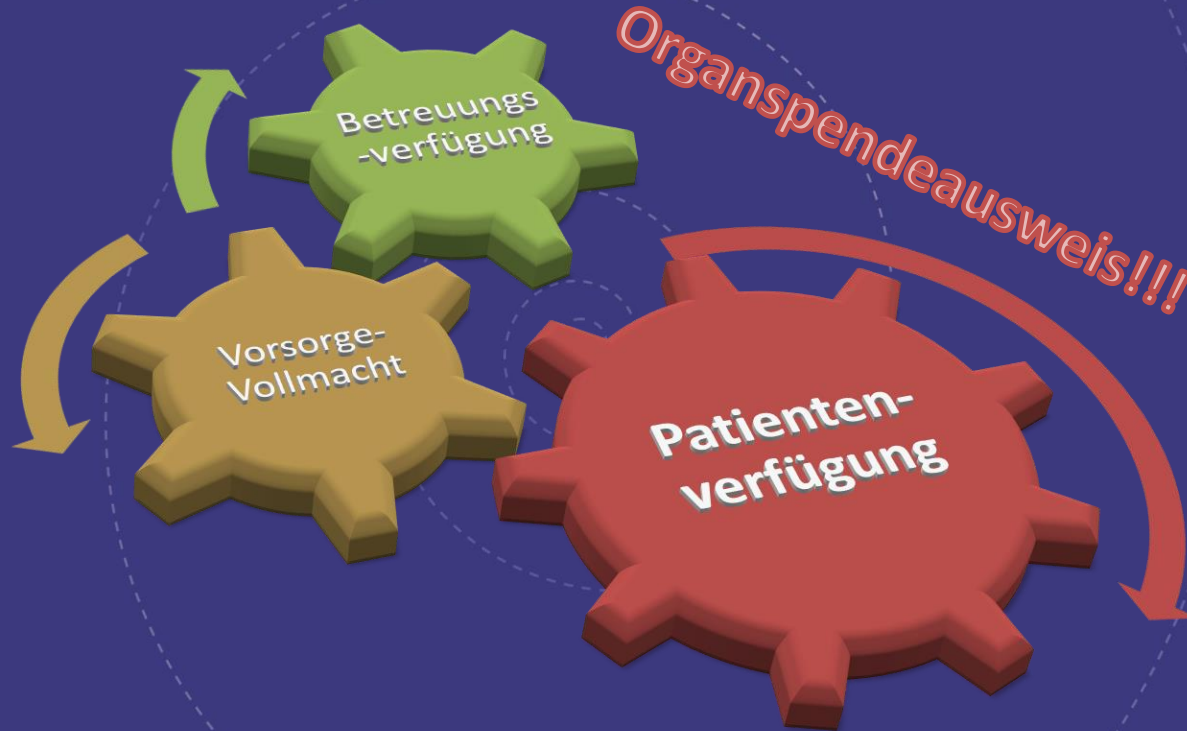 Organspendeausweis!!!
Betreuungs
-verfügung
Vorsorge-
Vollmacht
Patienten-
verfügung